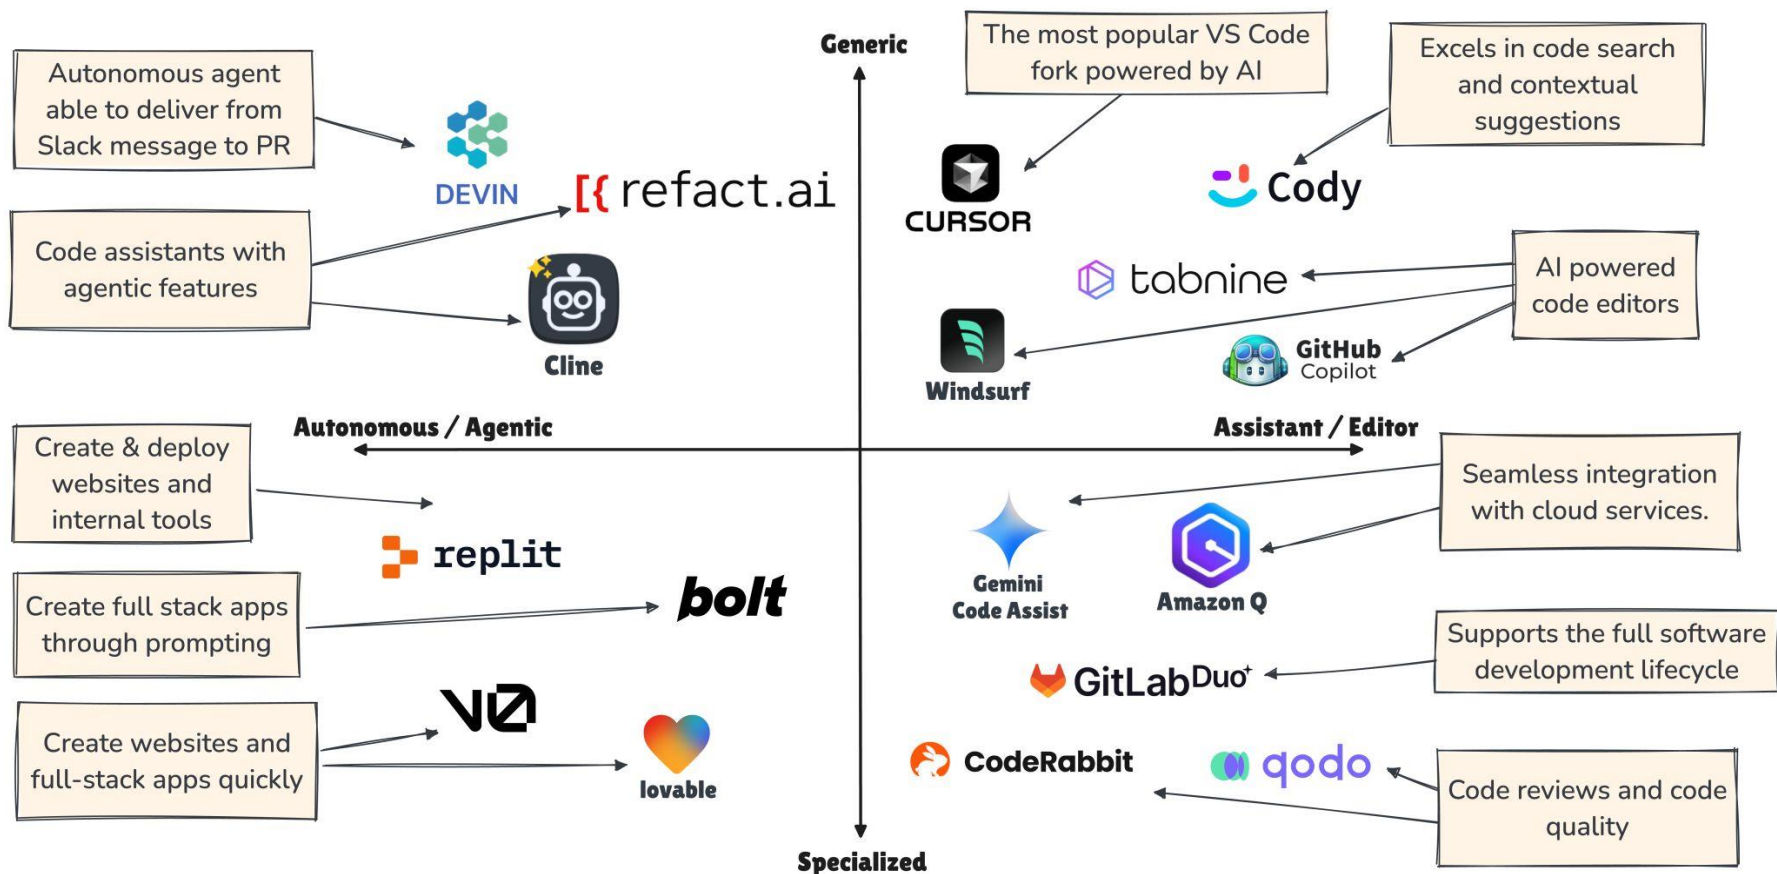 Generic
The most popular VS Code
fork powered by AI
Excels in code search
and contextual
suggestions
Autonomous agent
able to deliver from
Slack message to PR
DEVIN
[{ refact.ai
CURSOR
Cody
Code assistants with
agentic features
Cline
tabnine
AI powered
code editors
Windsurf
GitHub
Copilot
Autonomous / Agentic
Assistant / Editor
Create & deploy
websites and
internal tools
replit
Seamless integration
with cloud services.
Gemini
Code Assist
Amazon Q
Create full stack apps
through prompting
bolt
Supports the full software
development lifecycle
GitLab Duo
Create websites and
full-stack apps quickly
v0
lovable
CodeRabbit
qodo
Code reviews and code
quality
Specialized